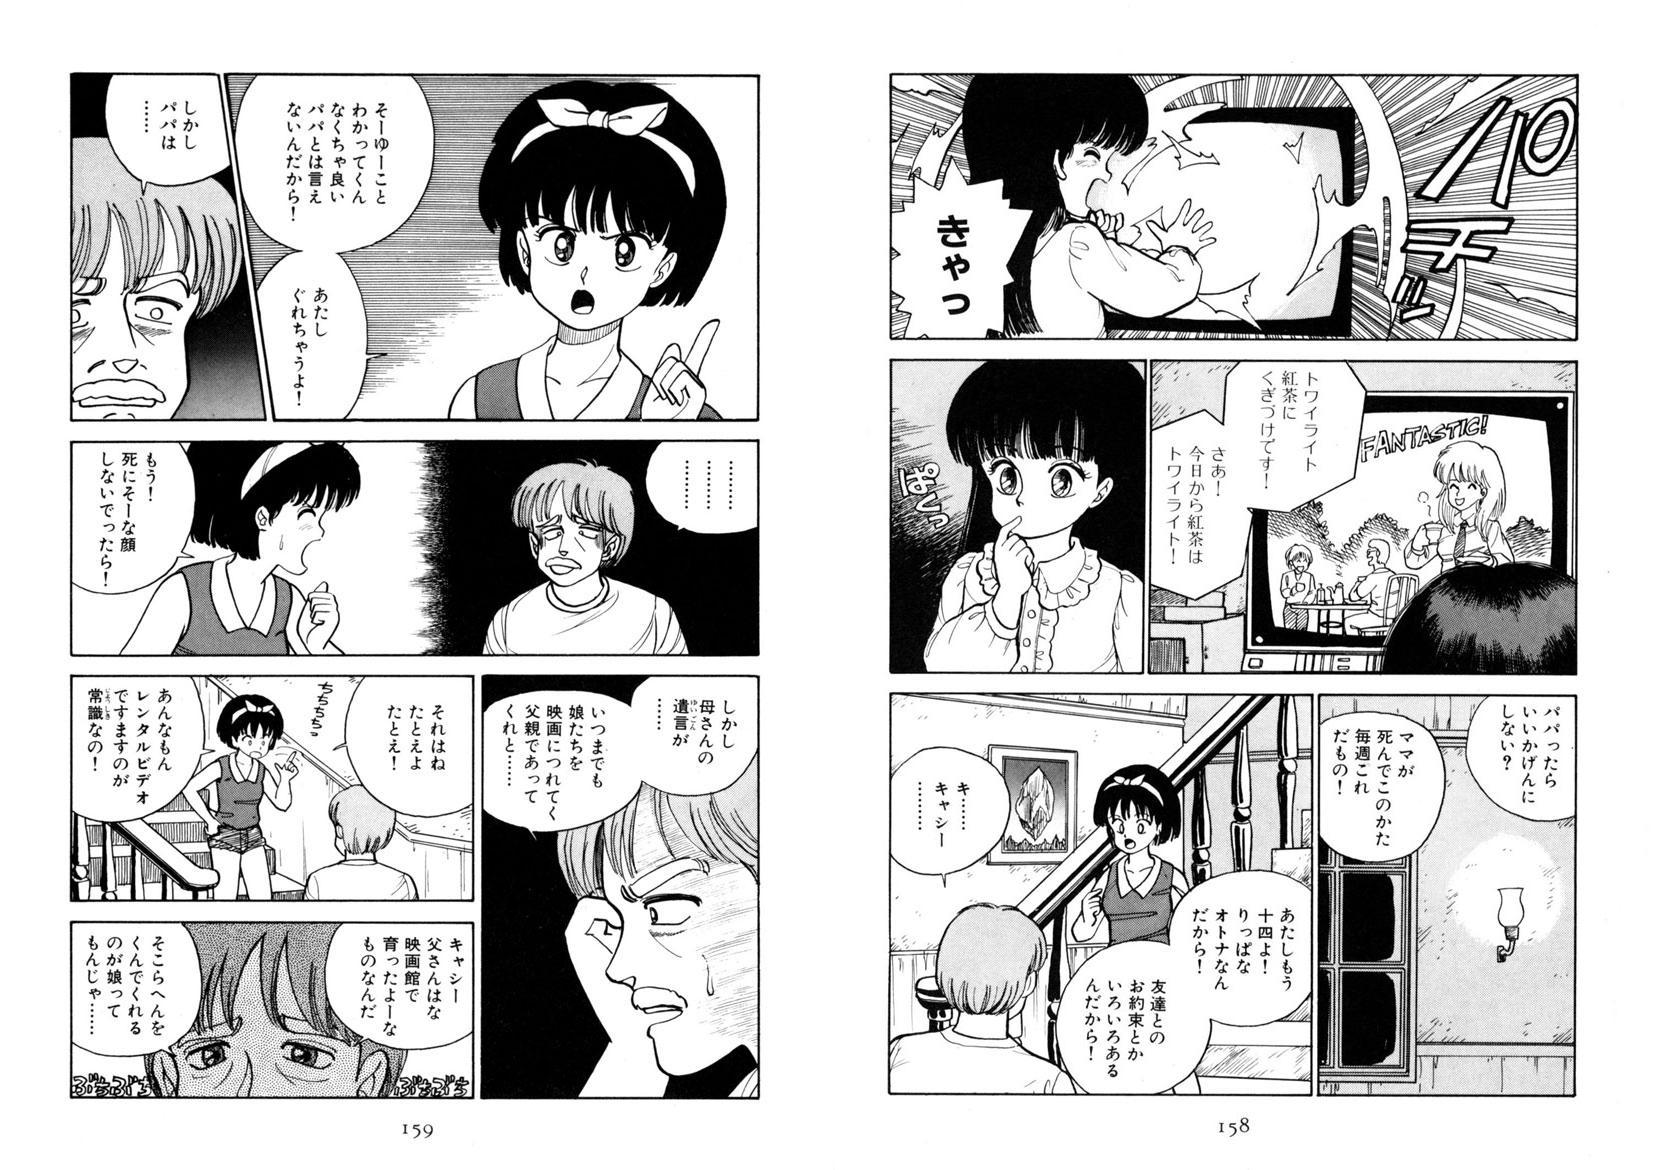 パチッ
きゃっ
FANTASTIC!
トワイライト
紅茶に
くぎづけです！
さあ！
今日から紅茶は
トワイライト！
ぱくっ
パパったら
いいかげんに
しない？
ママが
死んでこのかた
毎週これ
だもの！
あたしもう
十四よ！
りっぱな
オトナなん
だから！
友達との
お約束とか
いろいろある
んだから！
キ……
キャシー
………
158
そーゆーこと
わかってくん
なくちゃ良い
パパとは言え
ないんだから！
あたし
ぐれちゃうよ！
しかし
パパは
……
………
………
………
もう！
死にそーな顔
しないでったら！
しかし
母さんの
遺言が
ゆいごん
……
いつまでも
娘たちを
映画につれてく
父親であって
くれと……
それはね
たとえよ
たとえ！
ちちちち
あんなもん
レンタルビデオ
ですますのが
常識なの！
じょうしき
キャシー
父さんはな
映画館で
育ったよーな
ものなんだ
そこらへんを
くんでくれる
のが娘って
もんじゃ……
ぶちぶち
ぶちぶち
159